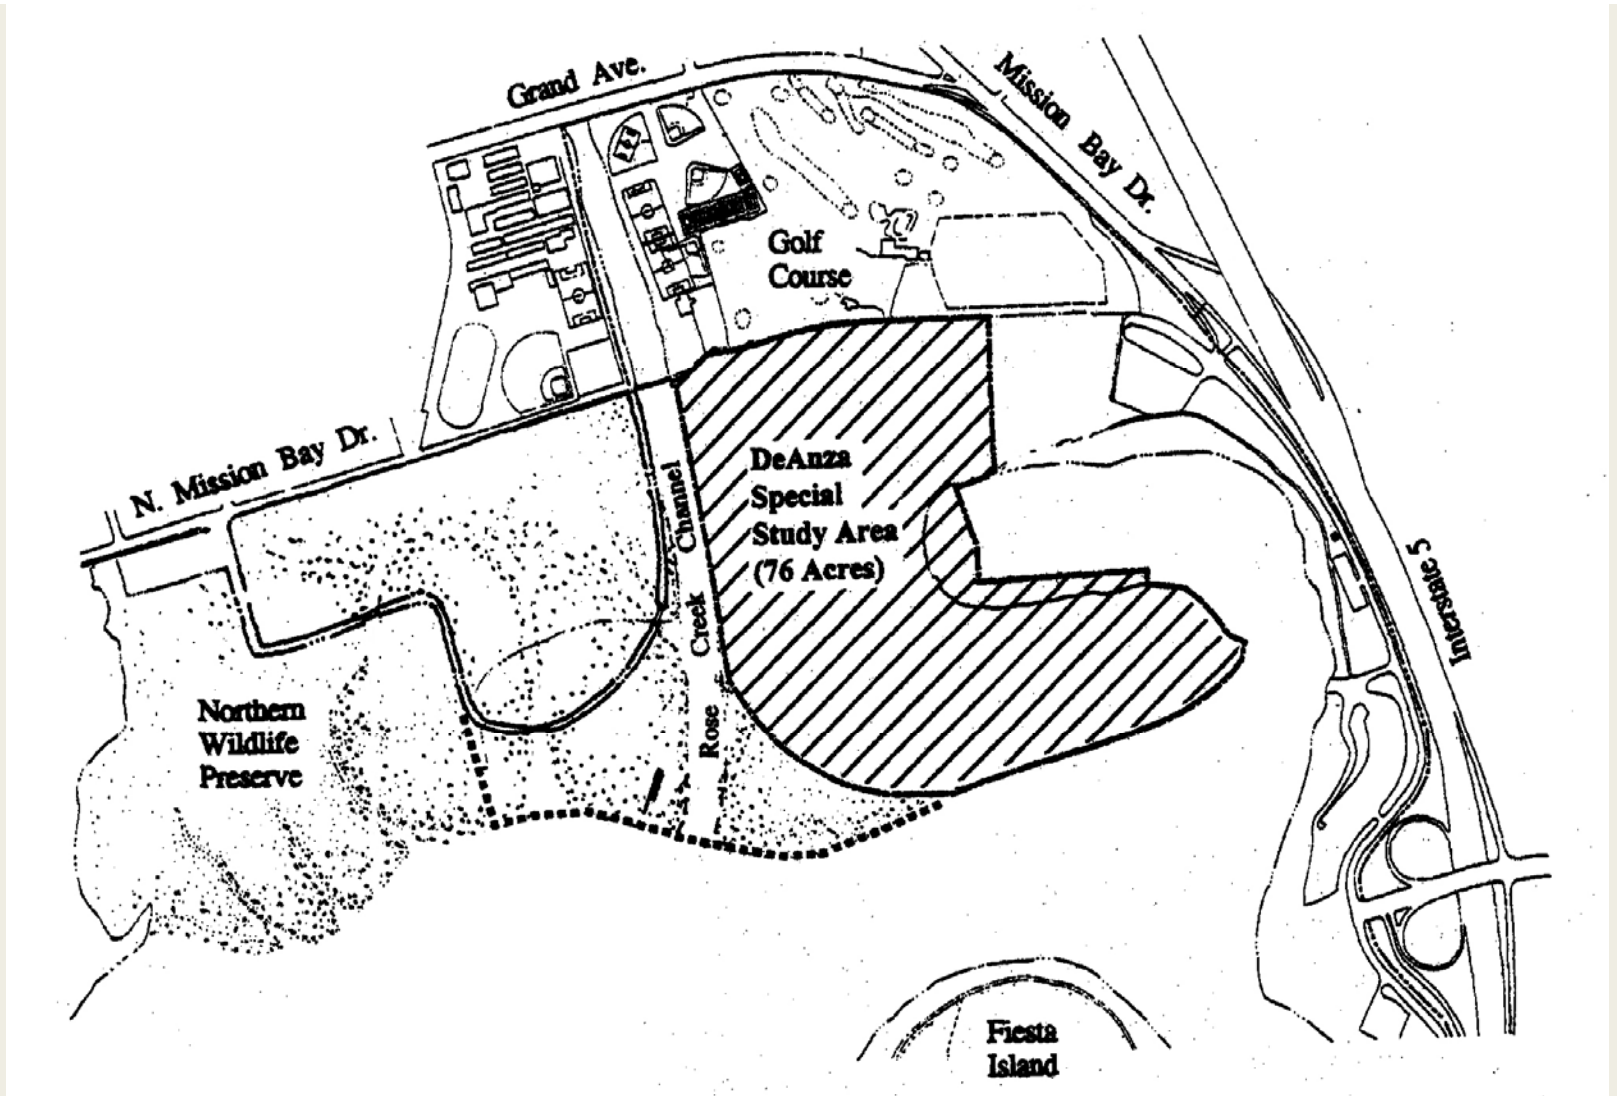 Grand Ave.
Mission Bay Dr.
Golf
Course
N. Mission Bay Dr.
DeAnza
Special
Study Area
(76 Acres)
Rose Creek Channel
Interstate 5
Northern
Wildlife
Preserve
Fiesta
Island